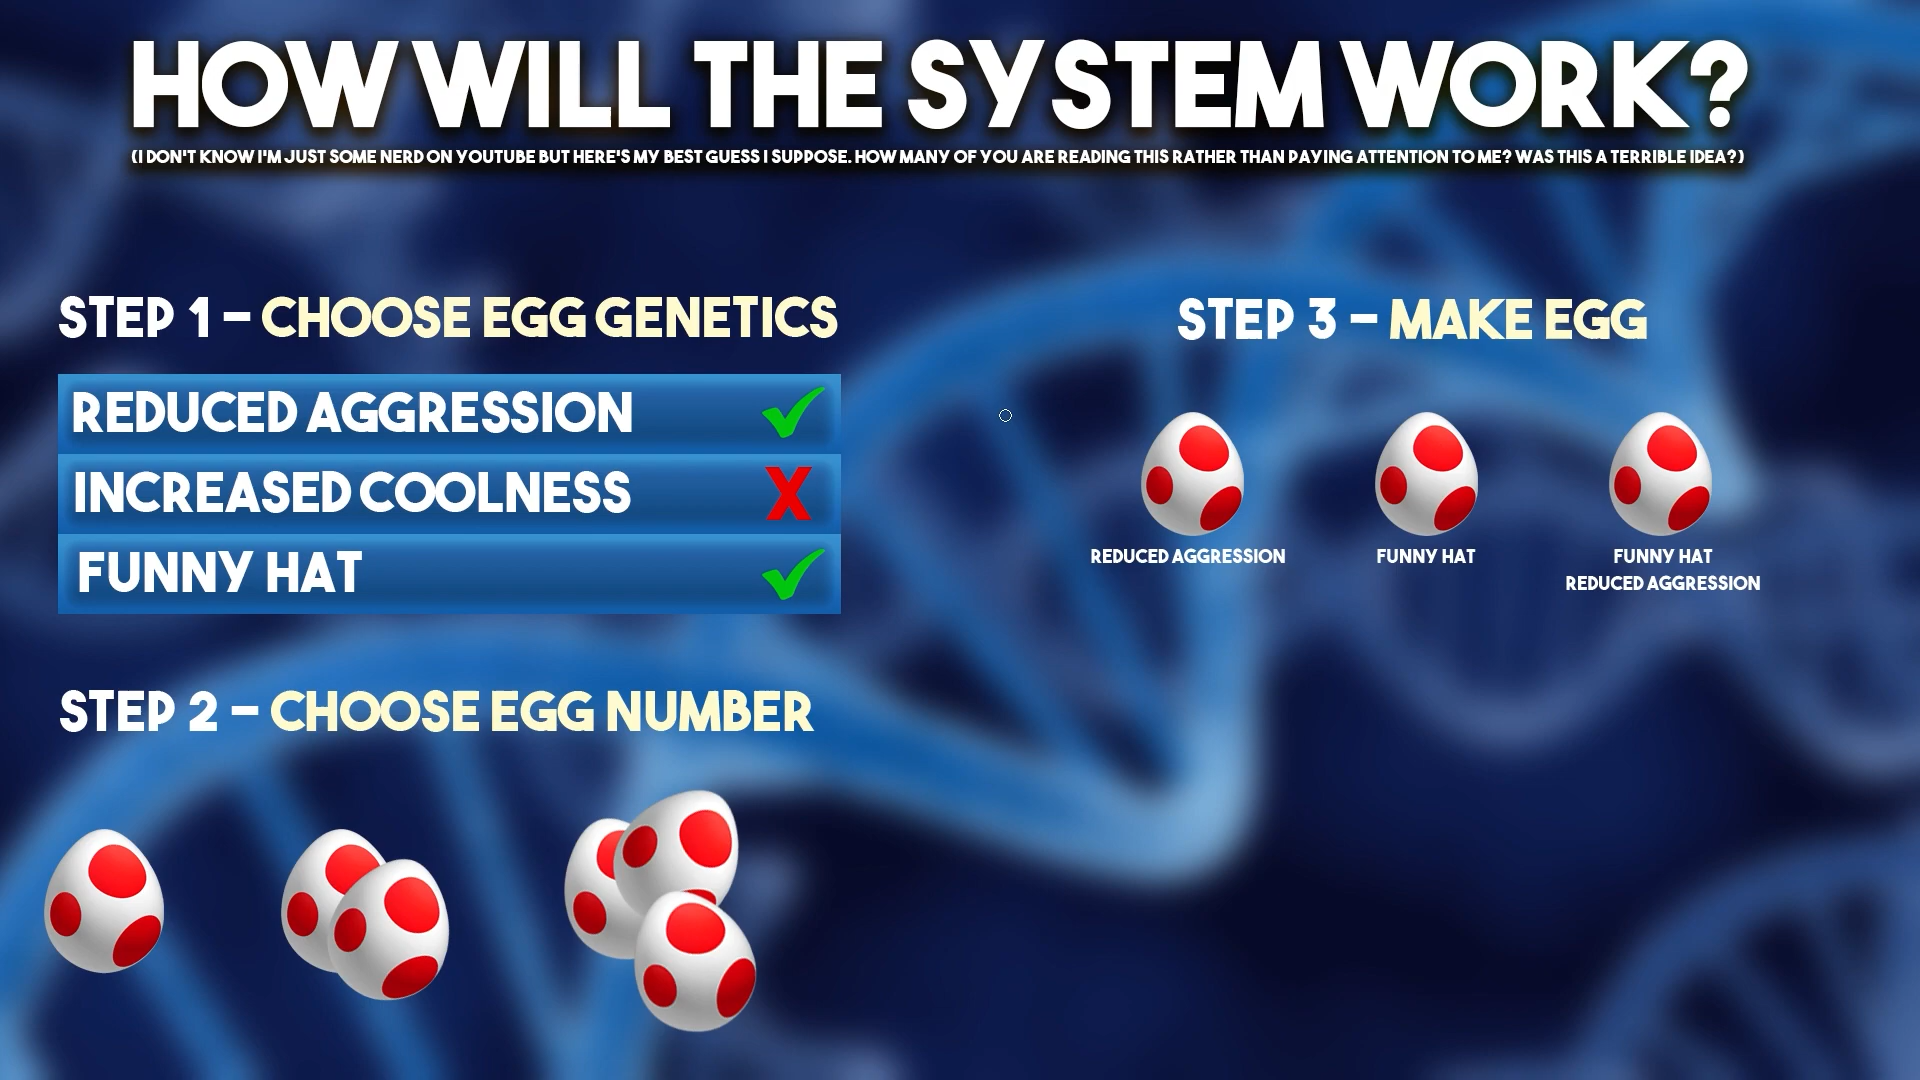 HOW WILL THE SYSTEM WORK?
(I DON'T KNOW I'M JUST SOME NERD ON YOUTUBE BUT HERE'S MY BEST GUESS I SUPPOSE. HOW MANY OF YOU ARE READING THIS RATHER THAN PAYING ATTENTION TO ME? WAS THIS A TERRIBLE IDEA?)
STEP 1 – CHOOSE EGG GENETICS
REDUCED AGGRESSION
INCREASED COOLNESS
X
FUNNY HAT
STEP 2 – CHOOSE EGG NUMBER
STEP 3 – MAKE EGG
REDUCED AGGRESSION
FUNNY HAT
FUNNY HAT
REDUCED AGGRESSION